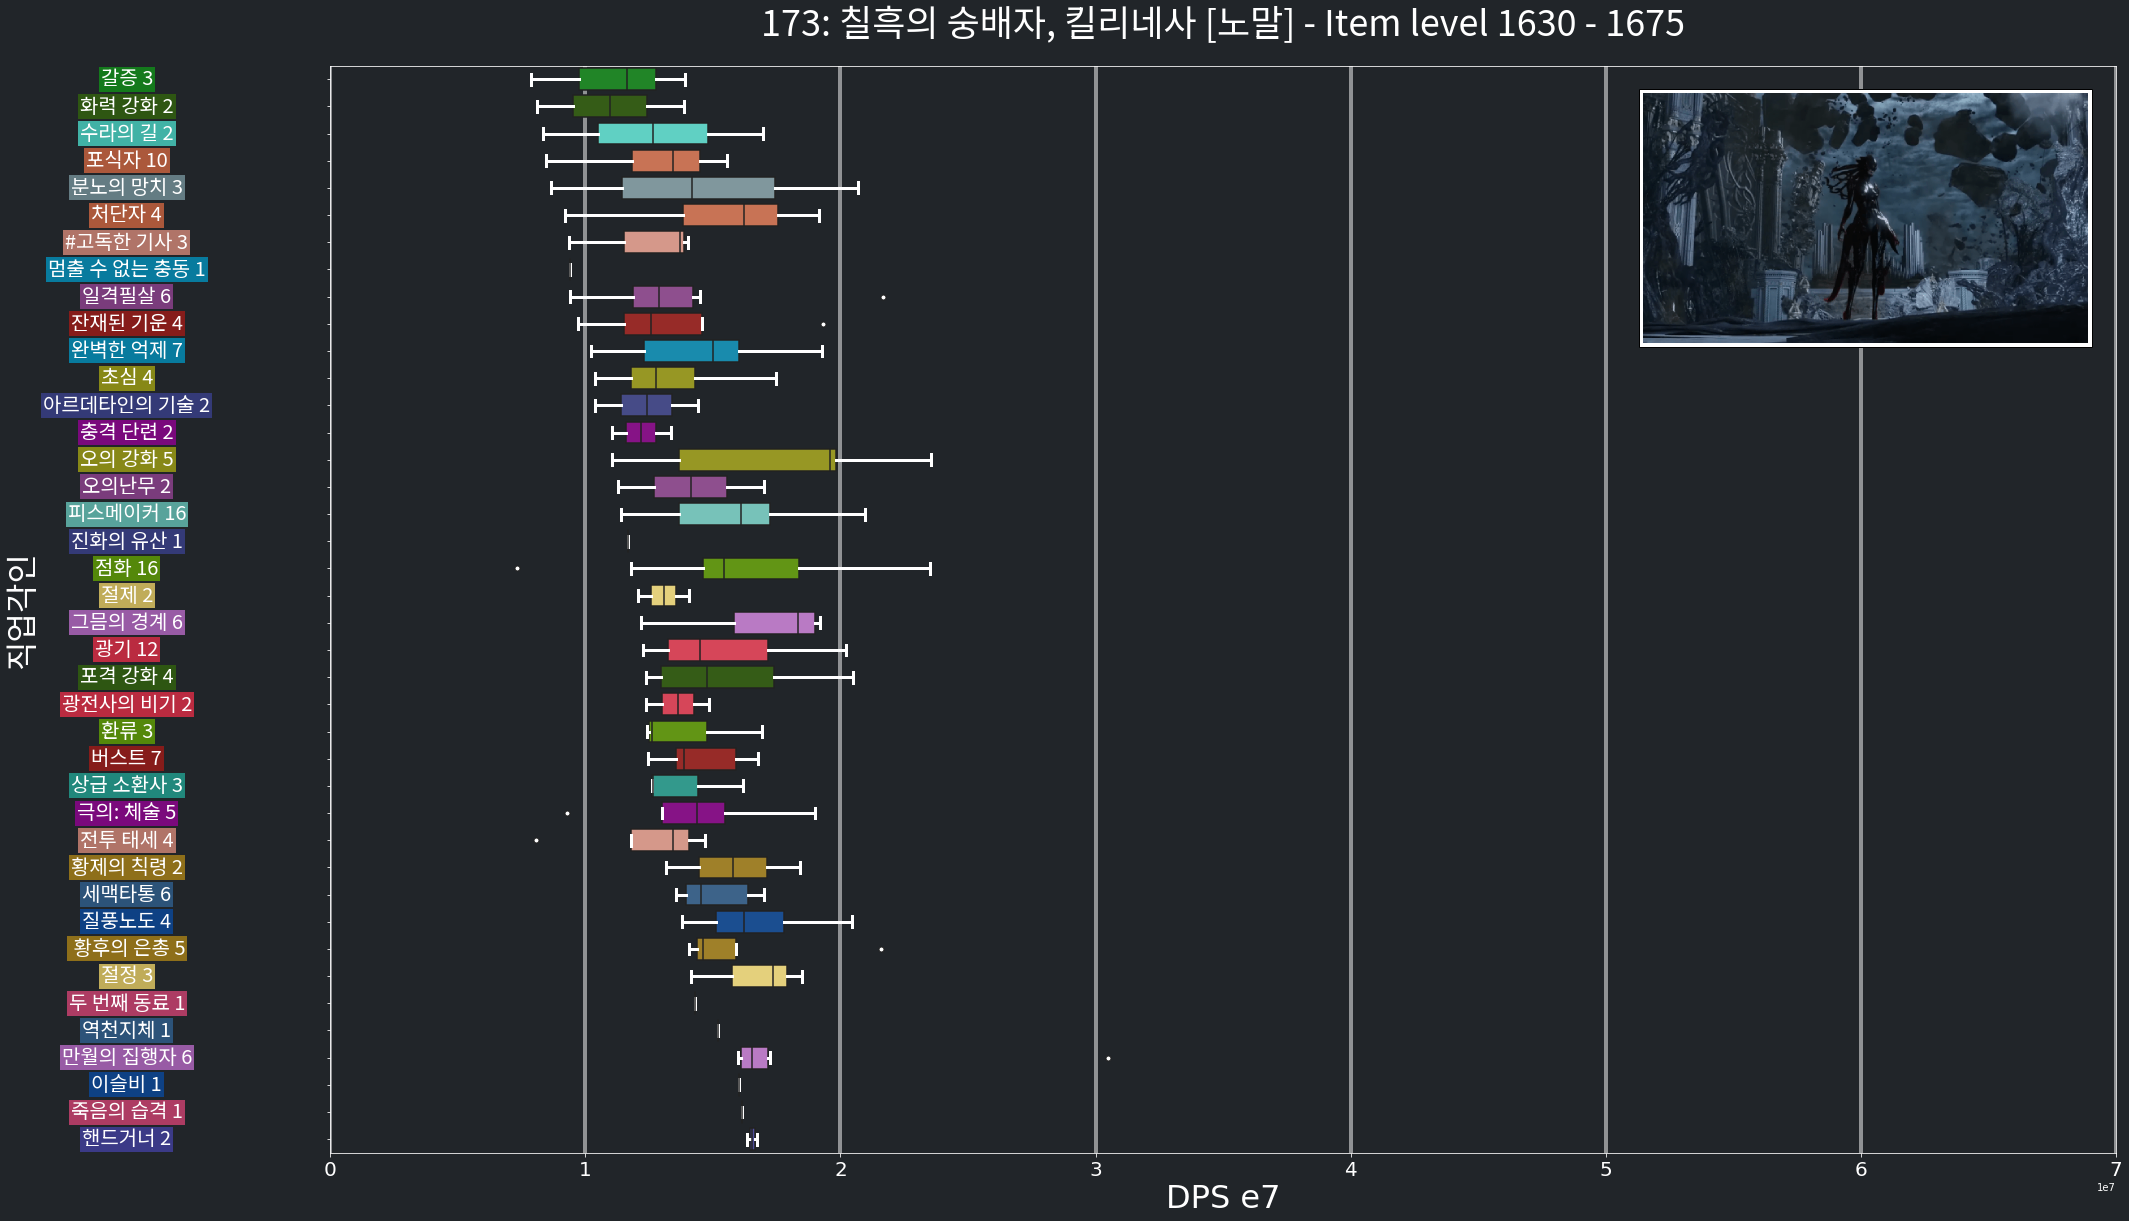 173: 칠흑의 숭배자, 킬리네사 [노말] - Item level 1630 - 1675
직업각인
갈증 3
화력 강화 2
수라의 길 2
포식자 10
분노의 망치 3
처단자 4
#고독한 기사 3
멈출 수 없는 충동 1
일격필살 6
잔재된 기운 4
완벽한 억제 7
초심 4
아르데타인의 기술 2
충격 단련 2
오의 강화 5
오의난무 2
피스메이커 16
진화의 유산 1
점화 16
절제 2
그믐의 경계 6
광기 12
포격 강화 4
광전사의 비기 2
환류 3
버스트 7
상급 소환사 3
극의: 체술 5
전투 태세 4
황제의 칙령 2
세맥타통 6
질풍노도 4
황후의 은총 5
절정 3
두 번째 동료 1
역천지체 1
만월의 집행자 6
이슬비 1
죽음의 습격 1
핸드거너 2
0 1 2 3 4 5 6 7
DPS e7
1e7